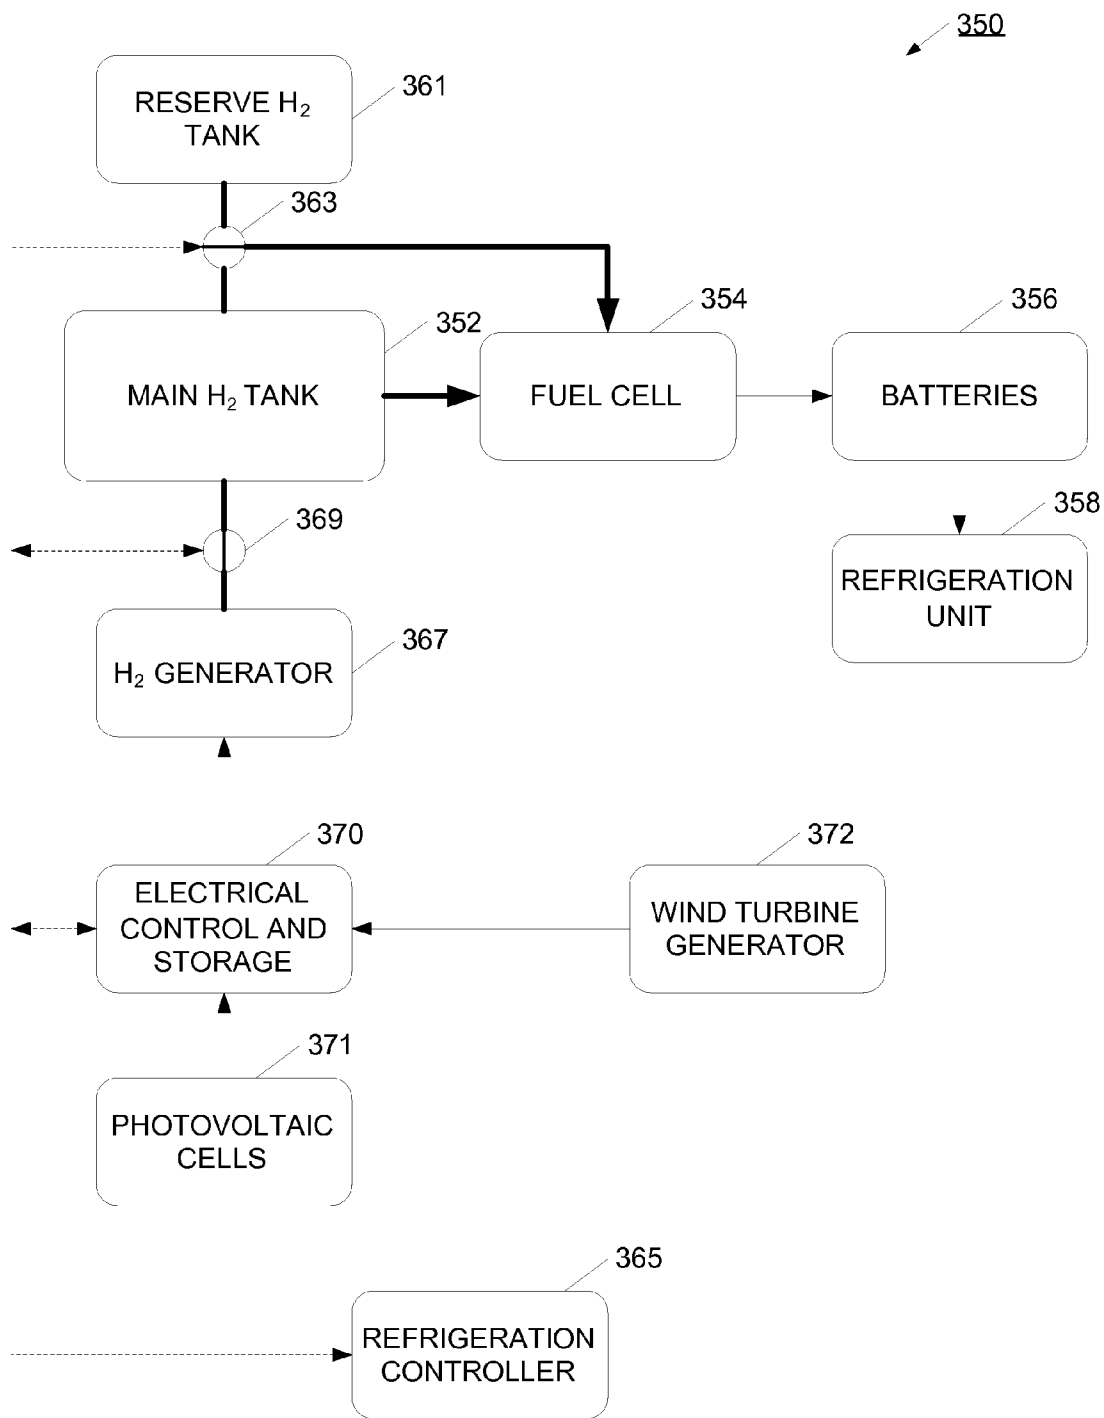 350
RESERVE H₂
TANK
361
363
352
MAIN H₂ TANK
354
FUEL CELL
356
BATTERIES
369
358
REFRIGERATION
UNIT
367
H₂ GENERATOR
370
ELECTRICAL
CONTROL AND
STORAGE
372
WIND TURBINE
GENERATOR
371
PHOTOVOLTAIC
CELLS
365
REFRIGERATION
CONTROLLER